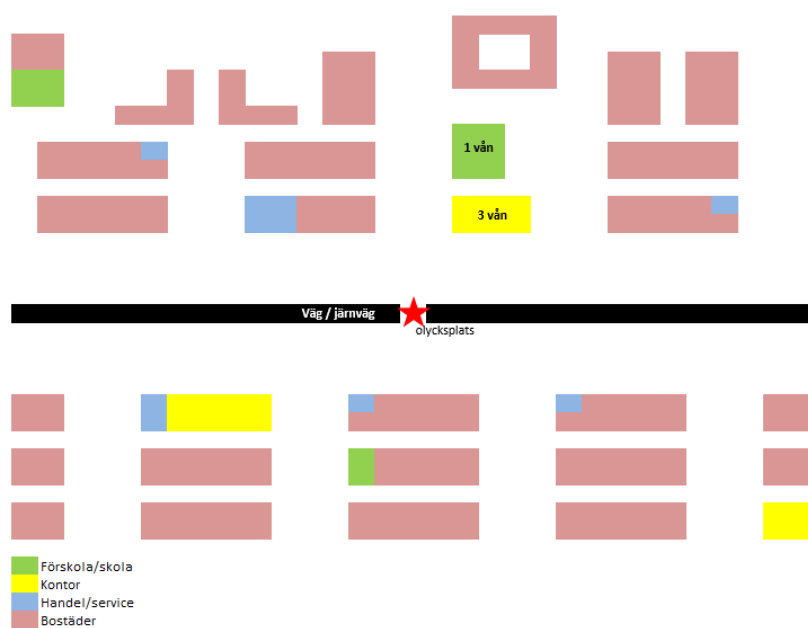 1 vån
3 vån
Väg / järnväg
olycksplats
Förskola/skola
Kontor
Handel/service
Bostäder